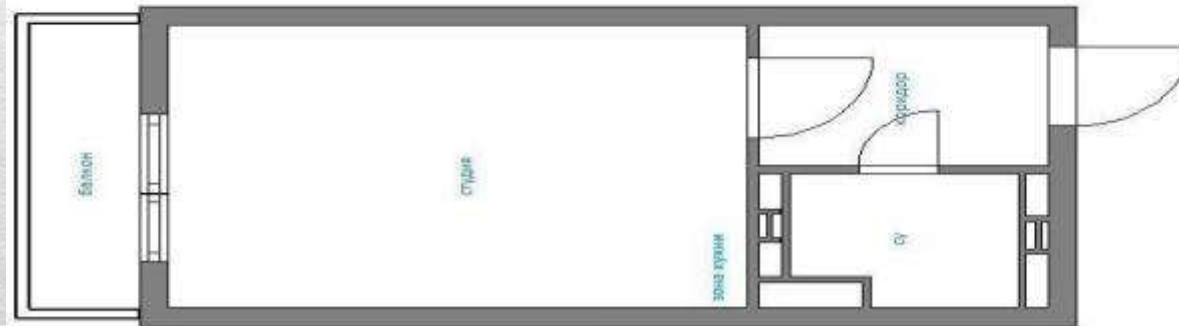 Балкон
студия
зона кухни
коридор
су